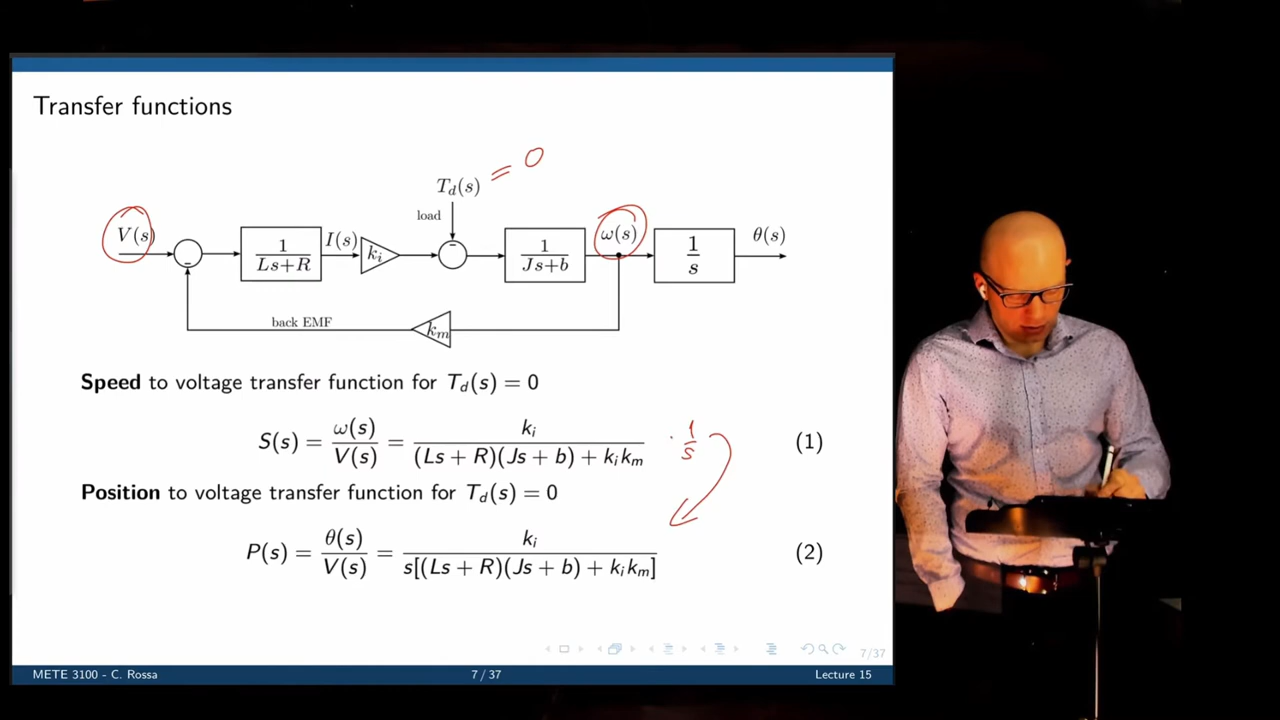 Transfer functions
= 0
T_d(s)
load
V(s)
-
1/(Ls+R)
I(s)
k_i
-
1/(Js+b)
ω(s)
1/s
θ(s)
back EMF
k_m
Speed to voltage transfer function for T_d(s) = 0
S(s) = ω(s)/V(s) = k_i/((Ls + R)(Js + b) + k_i k_m) · 1/s (1)
Position to voltage transfer function for T_d(s) = 0
P(s) = θ(s)/V(s) = k_i/(s[(Ls + R)(Js + b) + k_i k_m]) (2)
7/37
METE 3100 - C. Rossa 7 / 37 Lecture 15